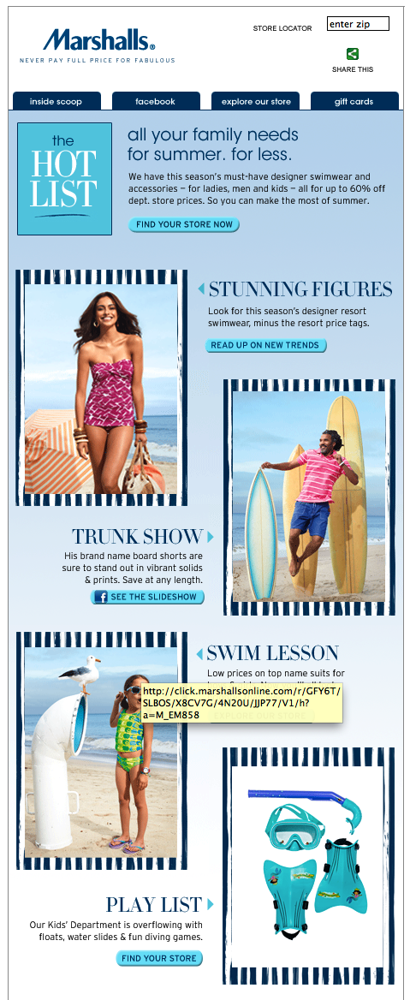 Marshalls®
NEVER PAY FULL PRICE FOR FABULOUS
STORE LOCATOR
enter zip
SHARE THIS
inside scoop
facebook
explore our store
gift cards
the
HOT
LIST
all your family needs
for summer. for less.
We have this season's must-have designer swimwear and
accessories – for ladies, men and kids – all for up to 60% off
dept. store prices. So you can make the most of summer.
FIND YOUR STORE NOW
STUNNING FIGURES
Look for this season's designer resort
swimwear, minus the resort price tags.
READ UP ON NEW TRENDS
TRUNK SHOW
His brand name board shorts are
sure to stand out in vibrant solids
& prints. Save at any length.
f SEE THE SLIDESHOW
SWIM LESSON
Low prices on top name suits for
http://click.marshallsonline.com/r/GFY6T/
SLBOS/X8CV7G/4N20U/JJP77/V1/h?
a=M_EM858
EXPLORE OUR STORE
PLAY LIST
Our Kids' Department is overflowing with
floats, water slides & fun diving games.
FIND YOUR STORE